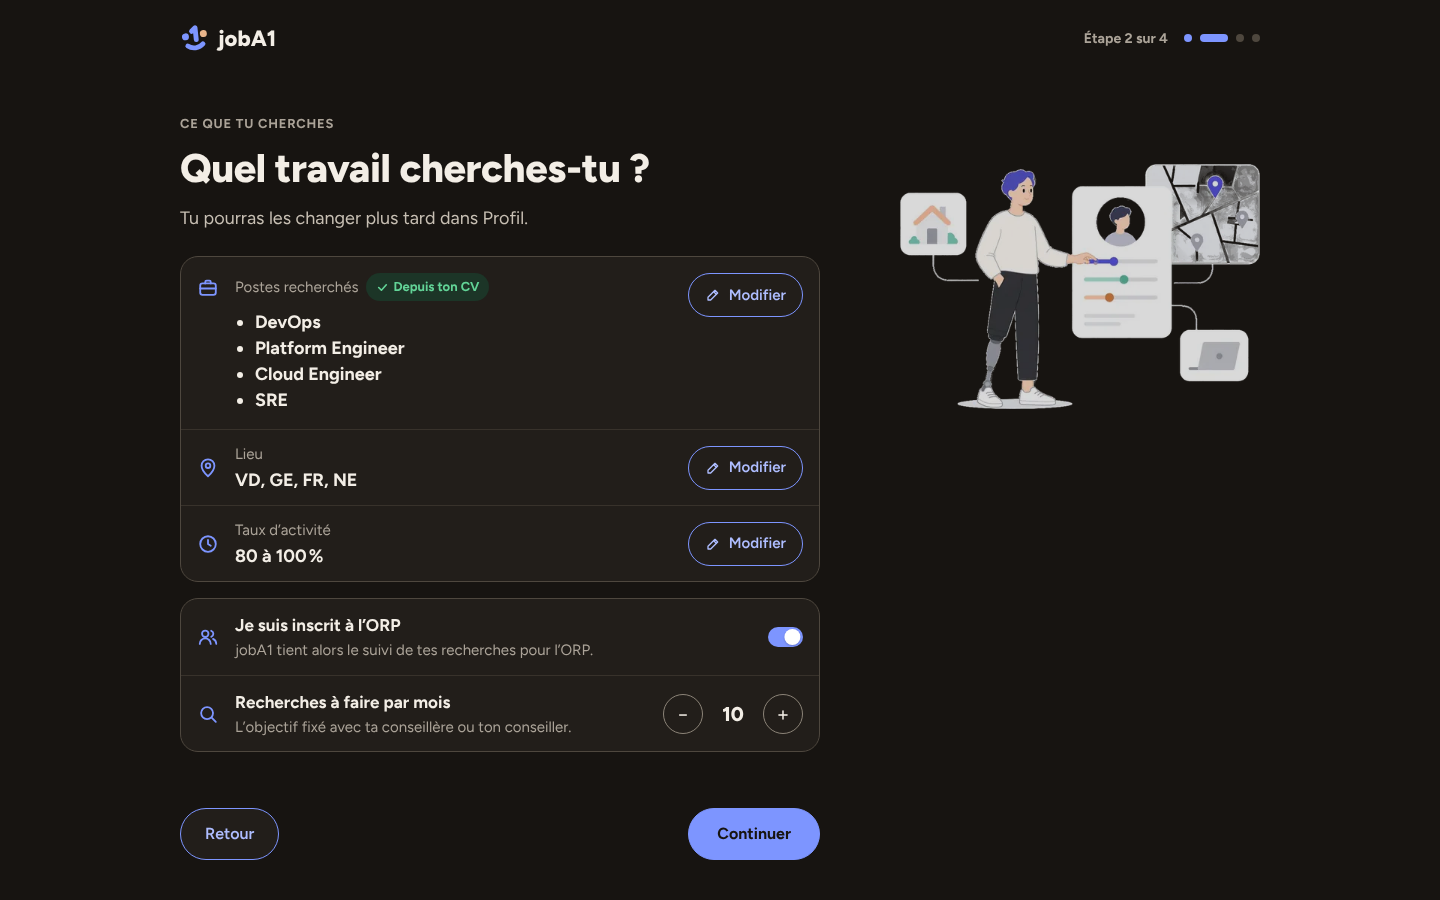 jobA1
Étape 2 sur 4
CE QUE TU CHERCHES
Quel travail cherches-tu ?
Tu pourras les changer plus tard dans Profil.
Postes recherchés
Depuis ton CV
Modifier
• DevOps
• Platform Engineer
• Cloud Engineer
• SRE
Lieu
VD, GE, FR, NE
Modifier
Taux d’activité
80 à 100 %
Modifier
Je suis inscrit à l’ORP
jobA1 tient alors le suivi de tes recherches pour l’ORP.
Recherches à faire par mois
L’objectif fixé avec ta conseillère ou ton conseiller.
− 10 +
Retour
Continuer